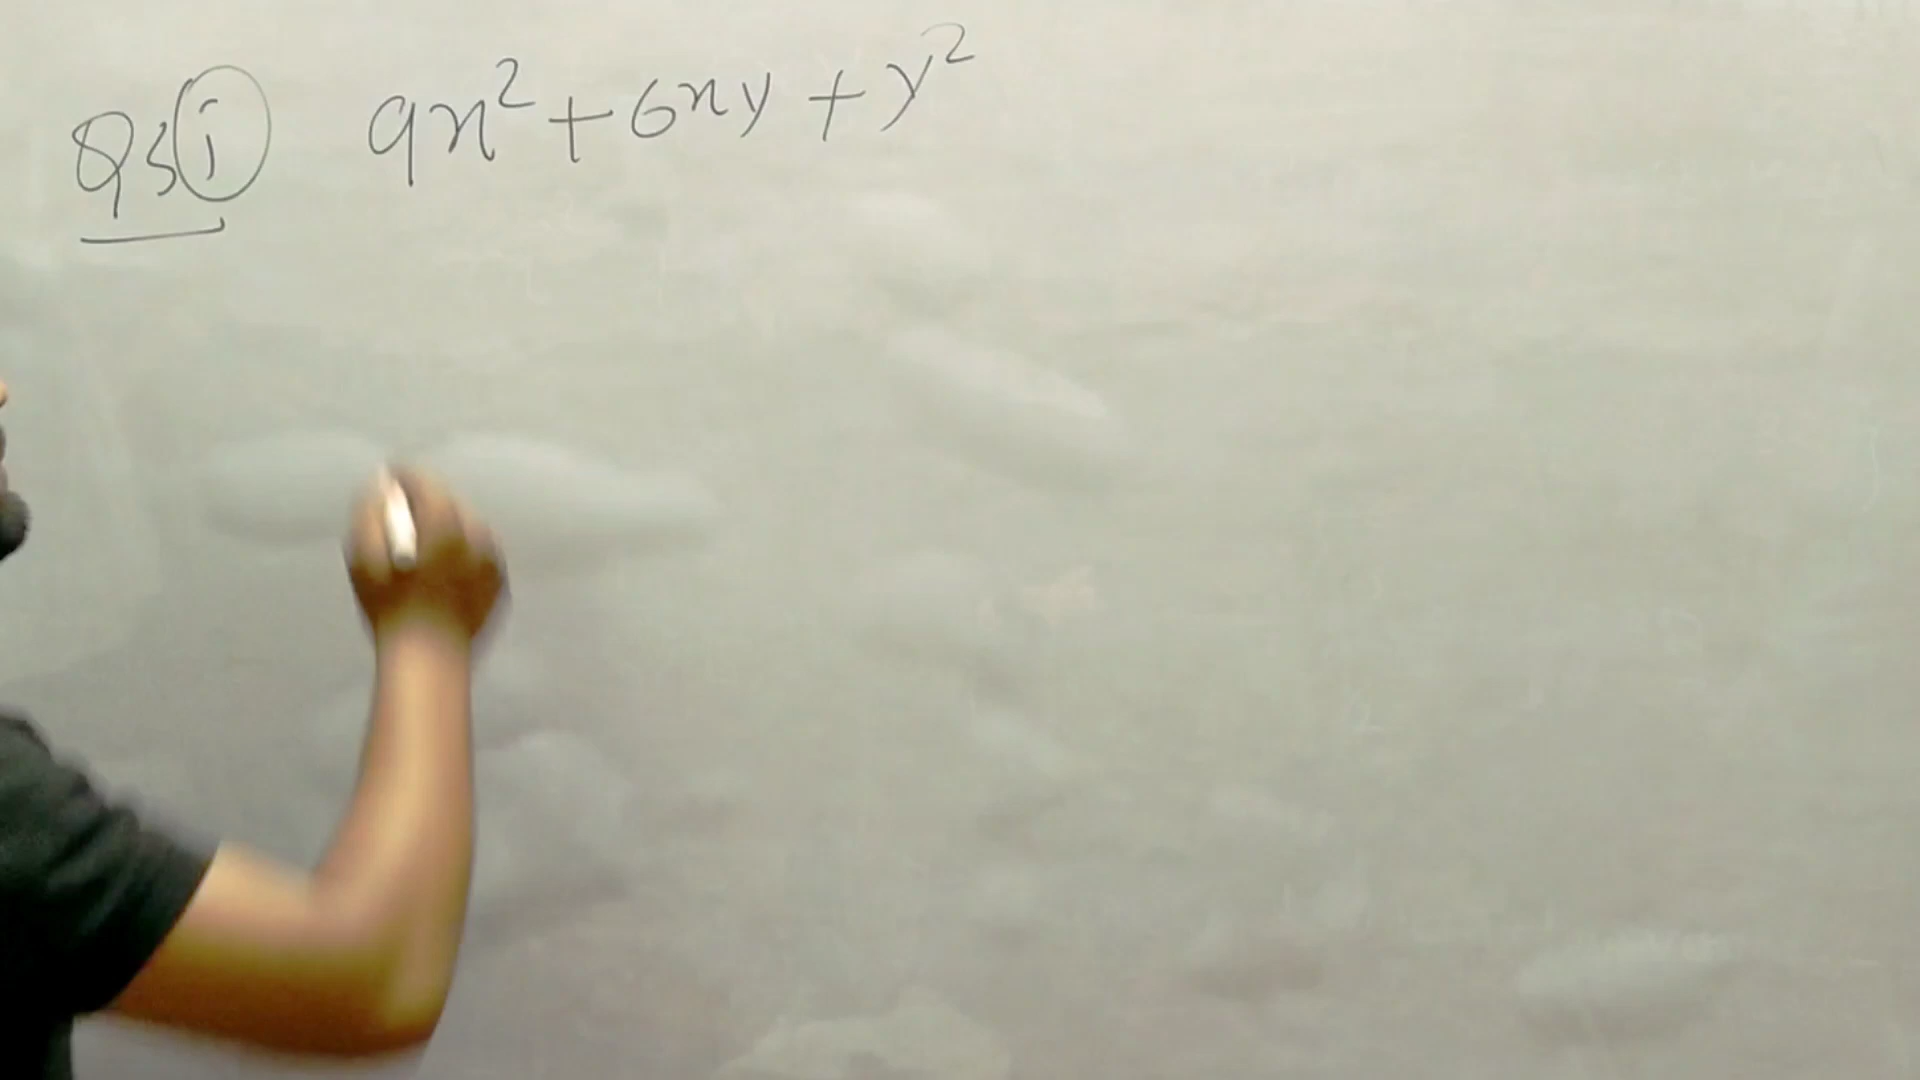 Q3 (i) 9x² + 6xy + y²